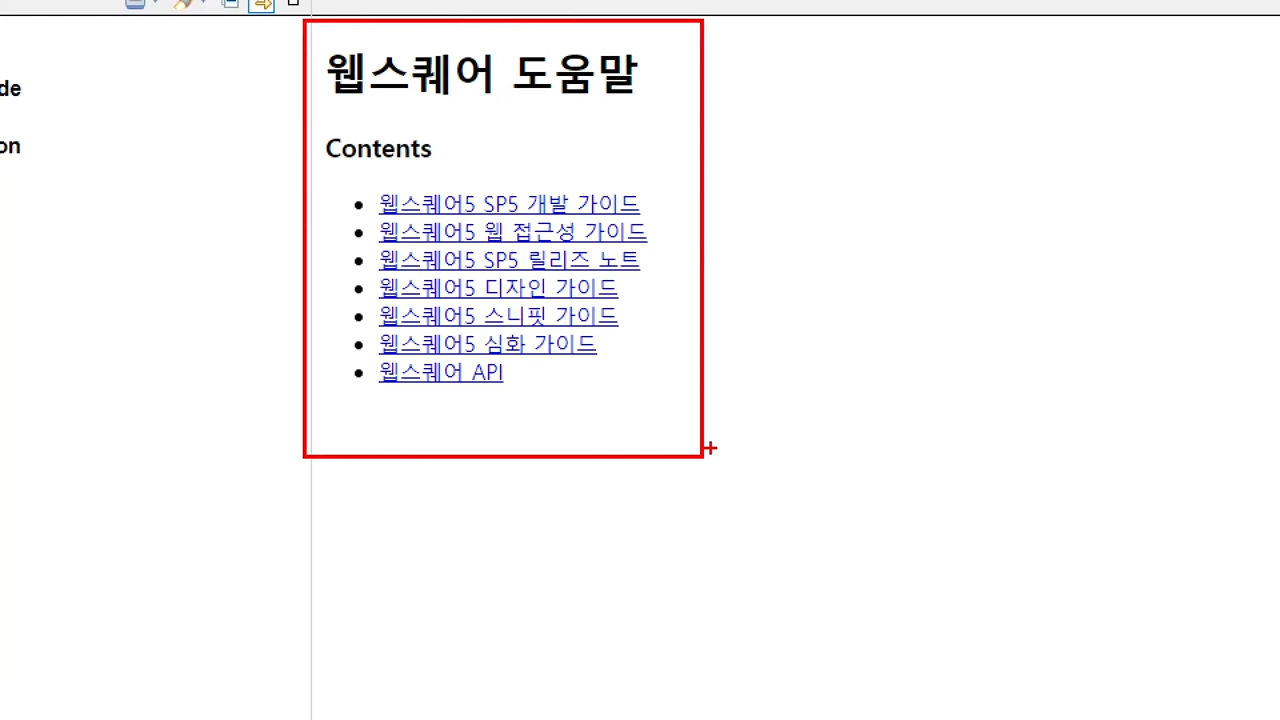 de
on
웹스퀘어 도움말
Contents
웹스퀘어5 SP5 개발 가이드
웹스퀘어5 웹 접근성 가이드
웹스퀘어5 SP5 릴리즈 노트
웹스퀘어5 디자인 가이드
웹스퀘어5 스니핏 가이드
웹스퀘어5 심화 가이드
웹스퀘어 API